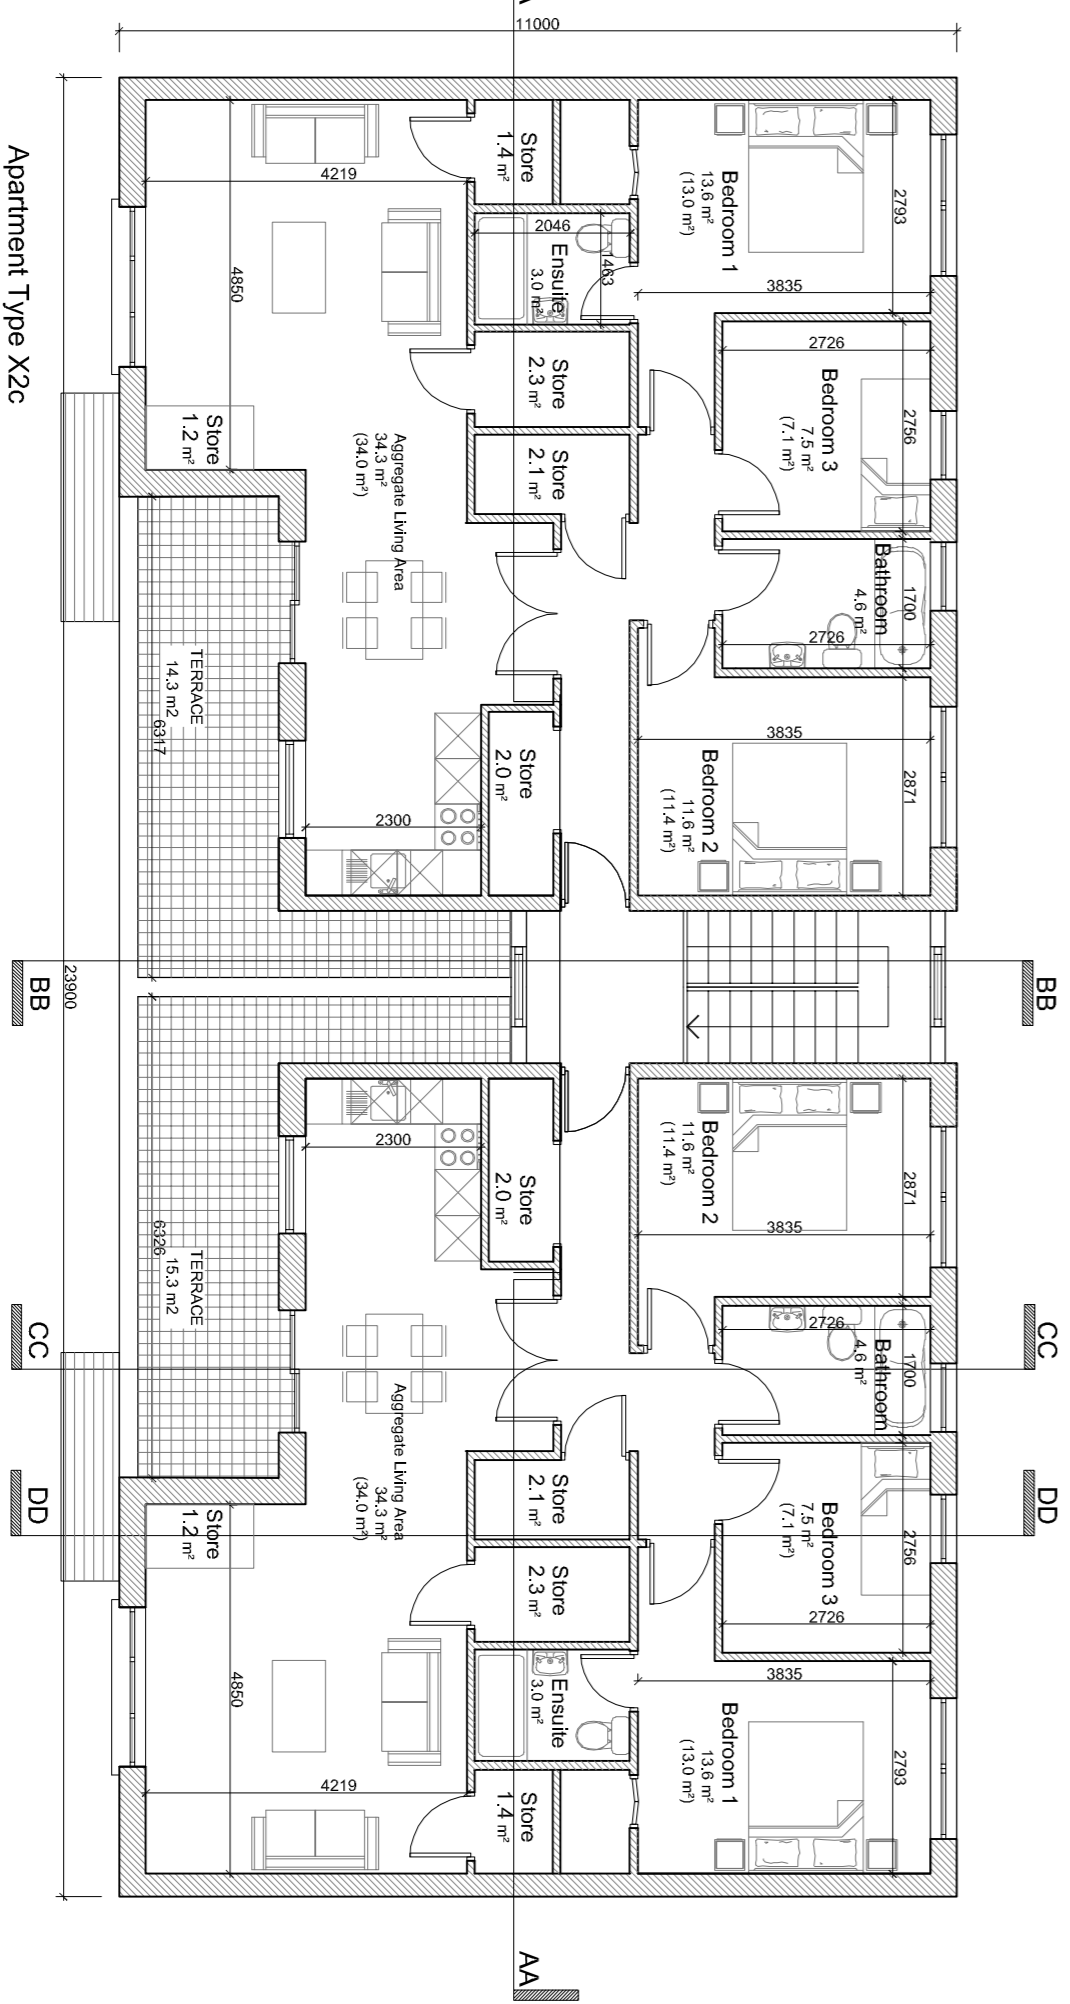 11000
23900
Apartment Type X2c
BB
BB
CC
CC
DD
DD
AA
Bedroom 1
13.6 m²
(13.0 m²)
2793
3835
Bedroom 3
7.5 m²
(7.1 m²)
2726
2756
Bathroom
4.6 m²
1700
2726
Bedroom 2
11.6 m²
(11.4 m²)
3835
2871
Store
1.4 m²
Ensuite
3.0 m²
2046
1463
Store
2.3 m²
Store
2.1 m²
Store
2.0 m²
4219
4850
Store
1.2 m²
Aggregate Living Area
34.3 m²
(34.0 m²)
2300
TERRACE
14.3 m2
6317
Bedroom 2
11.6 m²
(11.4 m²)
2871
3835
Bathroom
4.6 m²
2726
1700
Bedroom 3
7.5 m²
(7.1 m²)
2756
2726
Bedroom 1
13.6 m²
(13.0 m²)
3835
2793
Store
2.0 m²
Store
2.1 m²
Store
2.3 m²
Ensuite
3.0 m²
Store
1.4 m²
2300
Aggregate Living Area
34.3 m²
(34.0 m²)
Store
1.2 m²
4850
4219
TERRACE
15.3 m2
6326